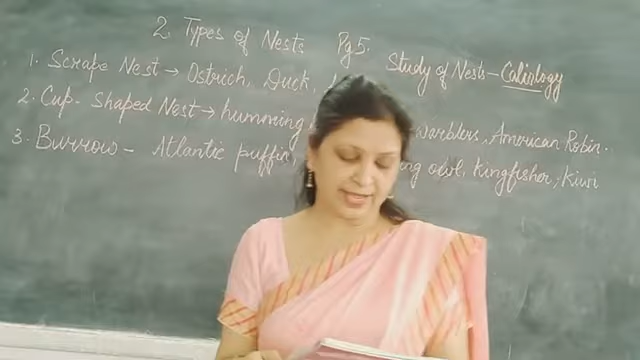 2. Types of Nests Pg 5. Study of Nests - Caliology
1. Scrape Nest → Ostrich, Duck,
2. Cup-Shaped Nest → humming Warblers, American Robin.
3. Burrow - Atlantic puffin, ng owl, Kingfisher, Kiwi